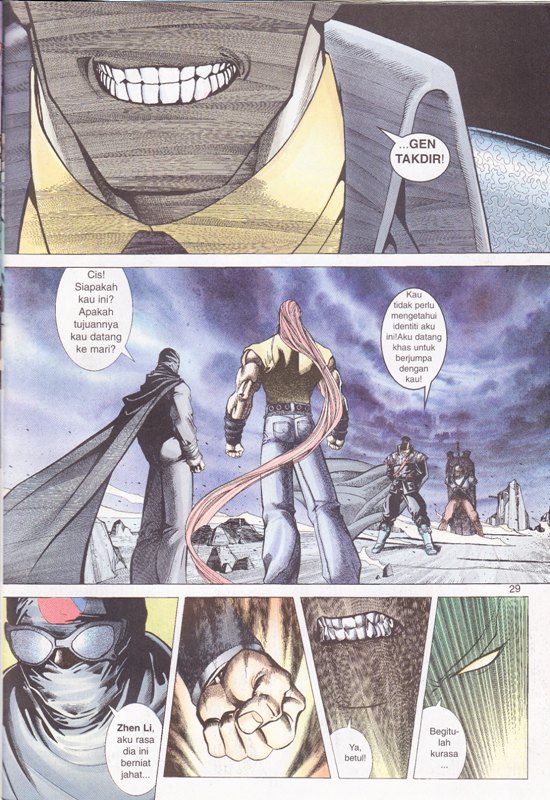 ...GEN
TAKDIR!
Cis!
Siapakah
kau ini?
Apakah
tujuannya
kau datang
ke mari?
Kau
tidak perlu
mengetahui
identiti aku
ini!Aku datang
khas untuk
berjumpa
dengan
kau!
29
Zhen Li,
aku rasa
dia ini
berniat
jahat...
Ya,
betul!
Begitu-
lah
kurasa
...